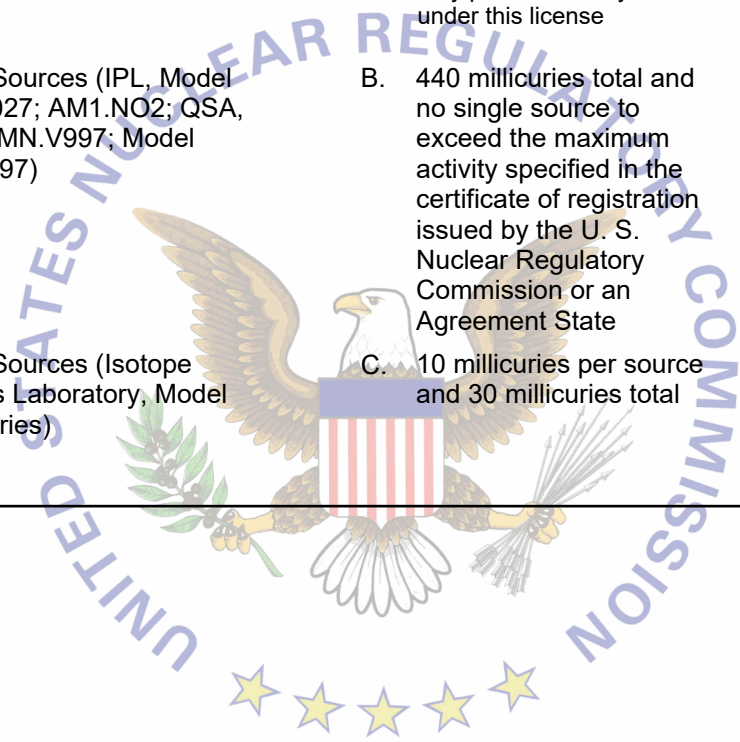 under this license
Sources (IPL, Model
027; AM1.NO2; QSA,
MN.V997; Model
97)
B. 440 millicuries total and
no single source to
exceed the maximum
activity specified in the
certificate of registration
issued by the U. S.
Nuclear Regulatory
Commission or an
Agreement State
Sources (Isotope
s Laboratory, Model
ries)
C. 10 millicuries per source
and 30 millicuries total
UNITED STATES NUCLEAR REGULATORY COMMISSION